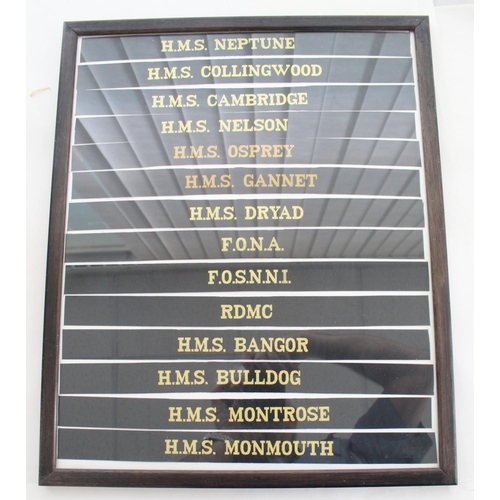 H.M.S. NEPTUNE
H.M.S. COLLINGWOOD
H.M.S. CAMBRIDGE
H.M.S. NELSON
H.M.S. OSPREY
H.M.S. GANNET
H.M.S. DRYAD
F.O.N.A.
F.O.S.N.N.I.
RDMC
H.M.S. BANGOR
H.M.S. BULLDOG
H.M.S. MONTROSE
H.M.S. MONMOUTH